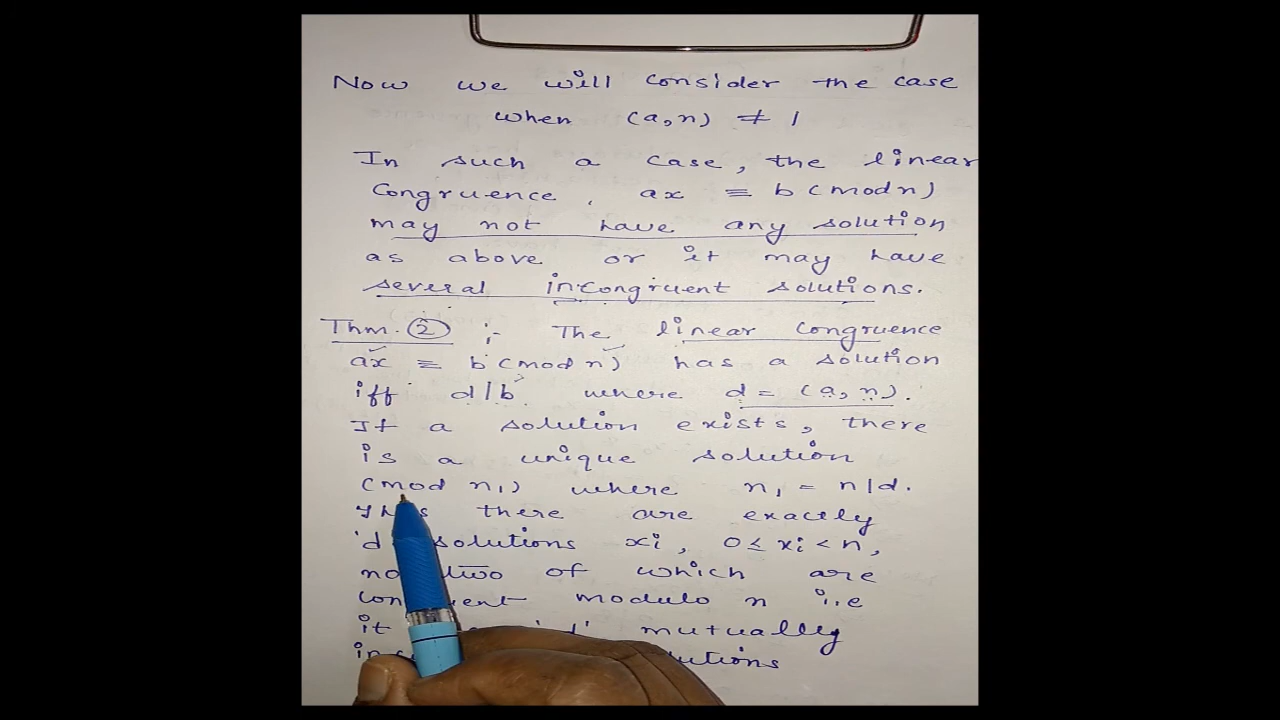 Now we will consider the case
when (a,n) ≠ 1
In such a case, the linear
Congruence, ax ≡ b (mod n)
may not have any solution
as above or it may have
several incongruent solutions.
Thm. ② :- The linear congruence
ax ≡ b (mod n) has a solution
iff d|b where d = (a, n).
If a solution exists, there
is a unique solution
(mod n₁) where n₁ = n/d.
there are exactly
'd solutions xi, 0 ≤ xi < n,
two of which are
modulo n i.e
it 'd' mutually